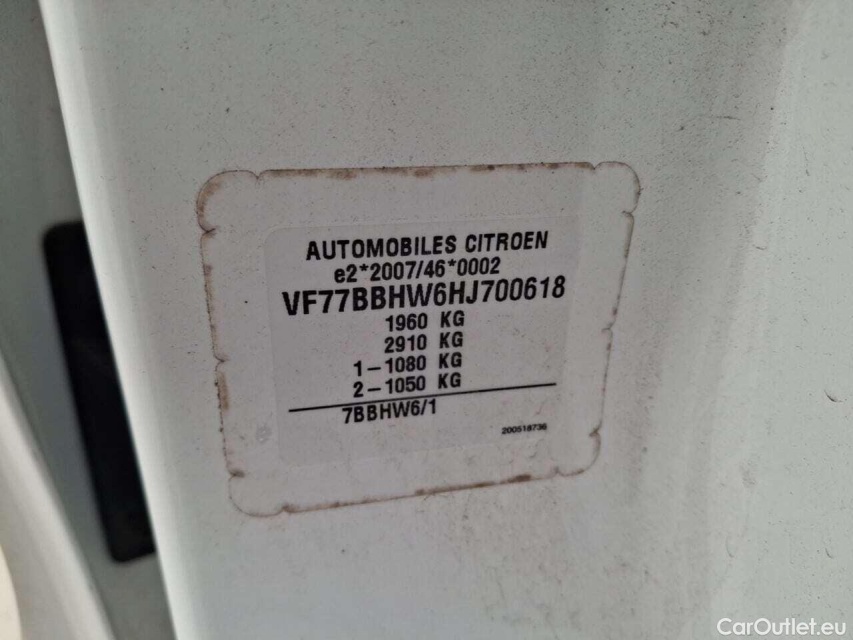 AUTOMOBILES CITROEN
e2*2007/46*0002
VF77BBHW6HJ700618
1960 KG
2910 KG
1-1080 KG
2-1050 KG
7BBHW6/1
200518736
CarOutlet.eu